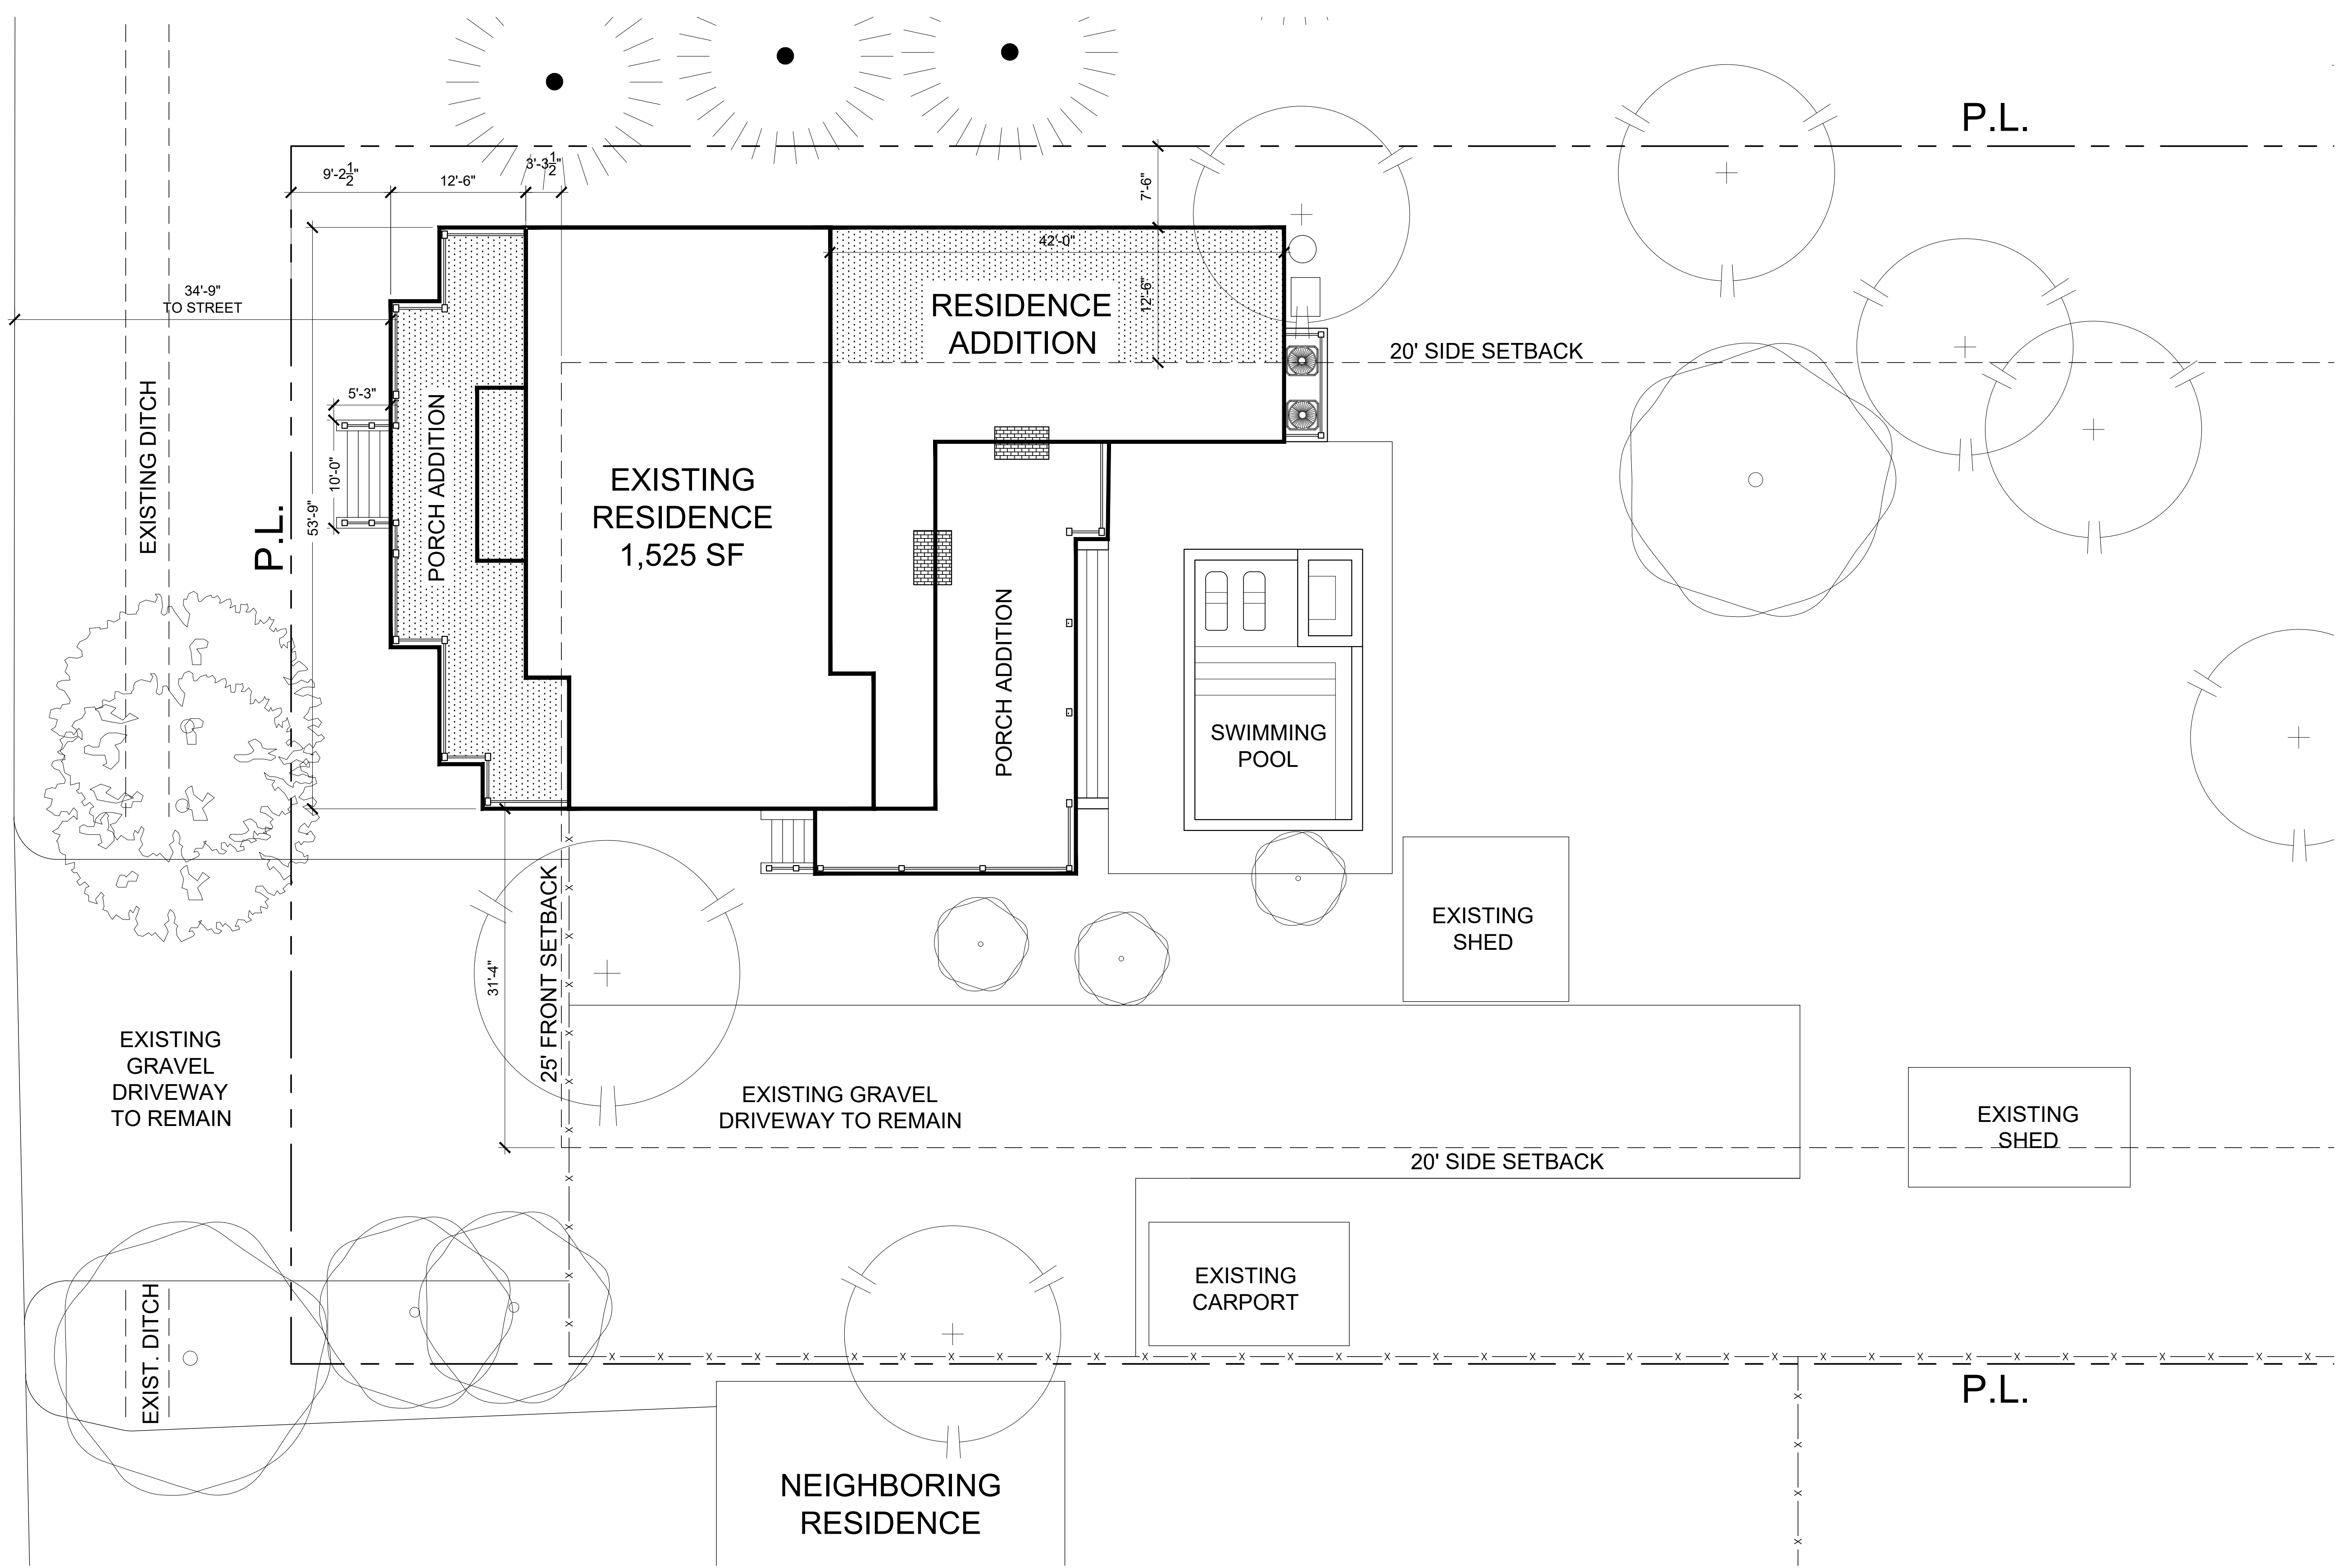 P.L.
9'-2 1/2"
12'-6"
3'-3 1/2"
7'-6"
42'-0"
12'-6"
34'-9"
TO STREET
RESIDENCE
ADDITION
20' SIDE SETBACK
5'-3"
10'-0"
53'-9"
EXISTING DITCH
P.L.
PORCH ADDITION
EXISTING
RESIDENCE
1,525 SF
PORCH ADDITION
SWIMMING
POOL
EXISTING
SHED
31'-4"
25' FRONT SETBACK
EXISTING
GRAVEL
DRIVEWAY
TO REMAIN
EXISTING GRAVEL
DRIVEWAY TO REMAIN
EXISTING
SHED
20' SIDE SETBACK
EXISTING
CARPORT
EXIST. DITCH
P.L.
NEIGHBORING
RESIDENCE